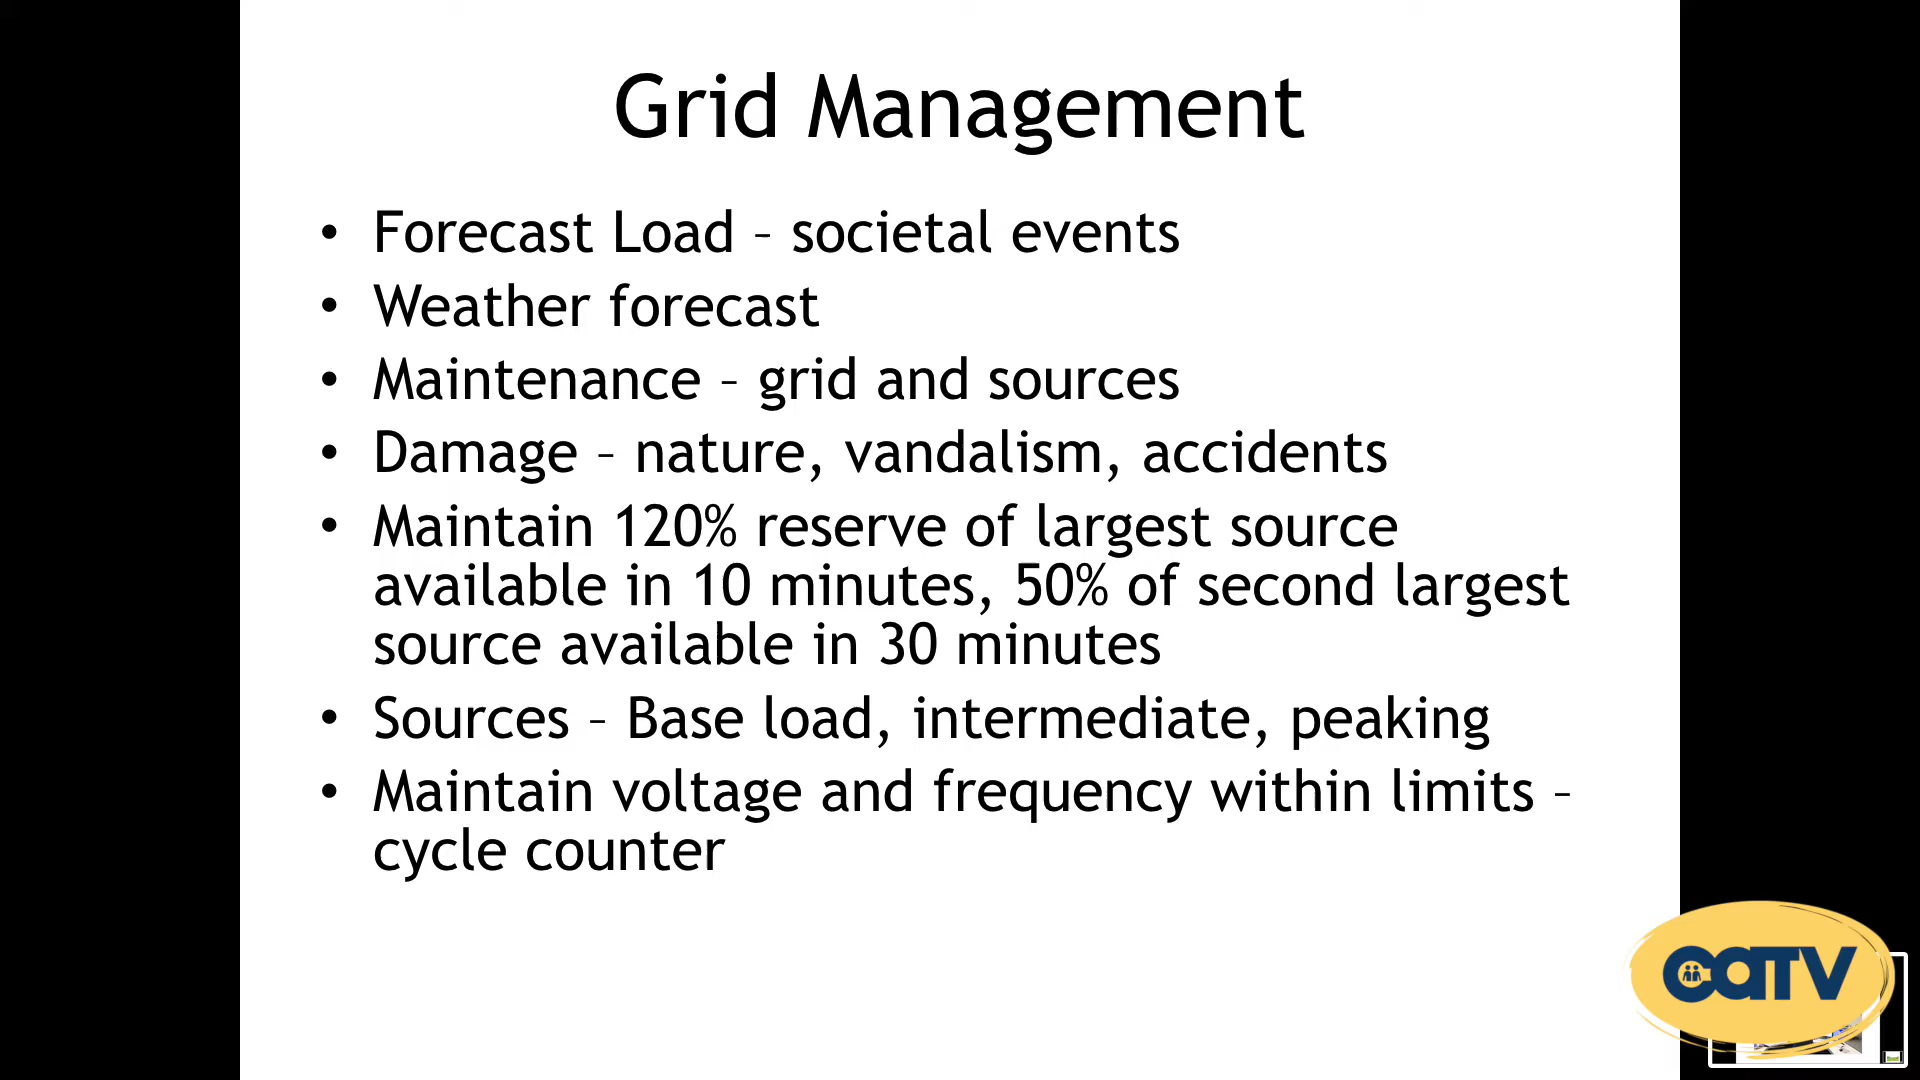 Grid Management
• Forecast Load – societal events
• Weather forecast
• Maintenance – grid and sources
• Damage – nature, vandalism, accidents
• Maintain 120% reserve of largest source
available in 10 minutes, 50% of second largest
source available in 30 minutes
• Sources – Base load, intermediate, peaking
• Maintain voltage and frequency within limits –
cycle counter
caTV